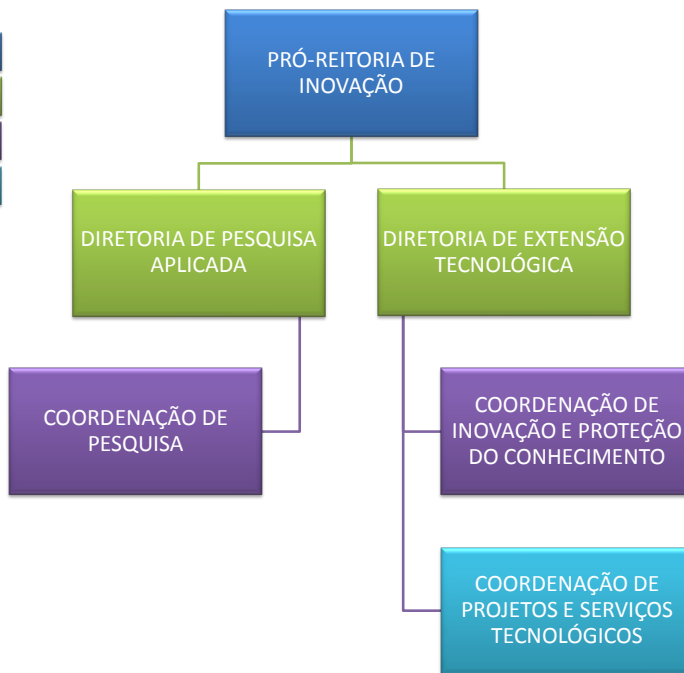 PRÓ-REITORIA DE
INOVAÇÃO
DIRETORIA DE PESQUISA
APLICADA
DIRETORIA DE EXTENSÃO
TECNOLÓGICA
COORDENAÇÃO DE
PESQUISA
COORDENAÇÃO DE
INOVAÇÃO E PROTEÇÃO
DO CONHECIMENTO
COORDENAÇÃO DE
PROJETOS E SERVIÇOS
TECNOLÓGICOS